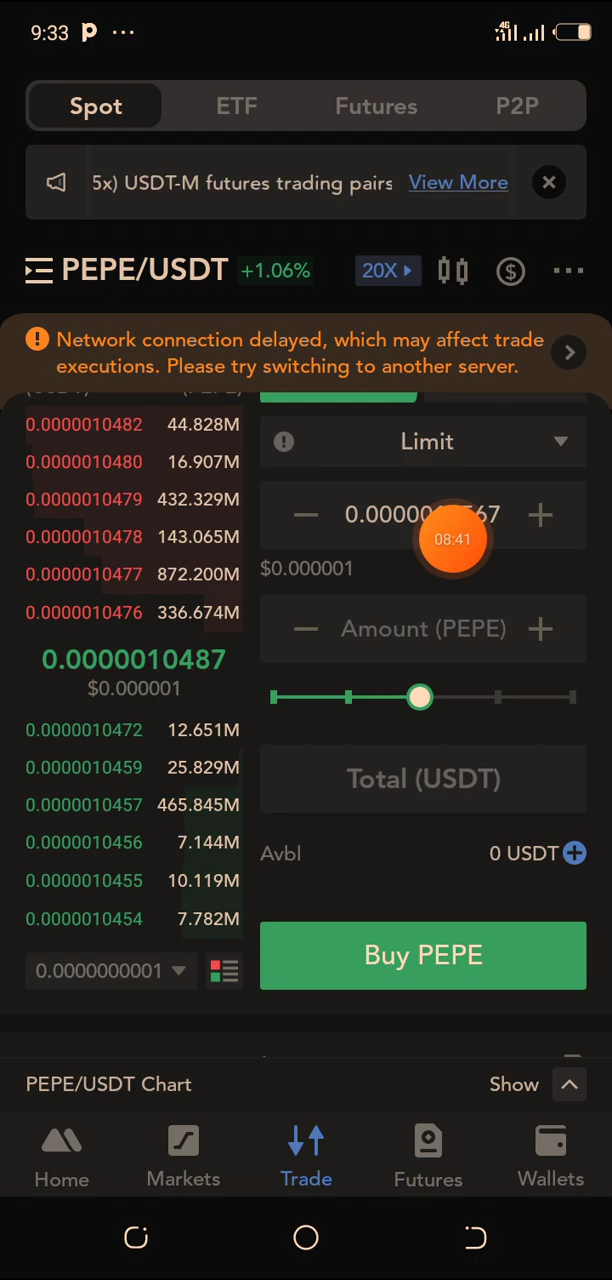 9:33
4G
Spot ETF Futures P2P
5x) USDT-M futures trading pairs View More
PEPE/USDT +1.06% 20X
Network connection delayed, which may affect trade
executions. Please try switching to another server.
0.0000010482 44.828M
0.0000010480 16.907M
0.0000010479 432.329M
0.0000010478 143.065M
0.0000010477 872.200M
0.0000010476 336.674M
0.0000010487
$0.000001
0.0000010472 12.651M
0.0000010459 25.829M
0.0000010457 465.845M
0.0000010456 7.144M
0.0000010455 10.119M
0.0000010454 7.782M
0.0000000001
Limit
08:41
$0.000001
Amount (PEPE)
Total (USDT)
Avbl 0 USDT
Buy PEPE
PEPE/USDT Chart Show
Home Markets Trade Futures Wallets